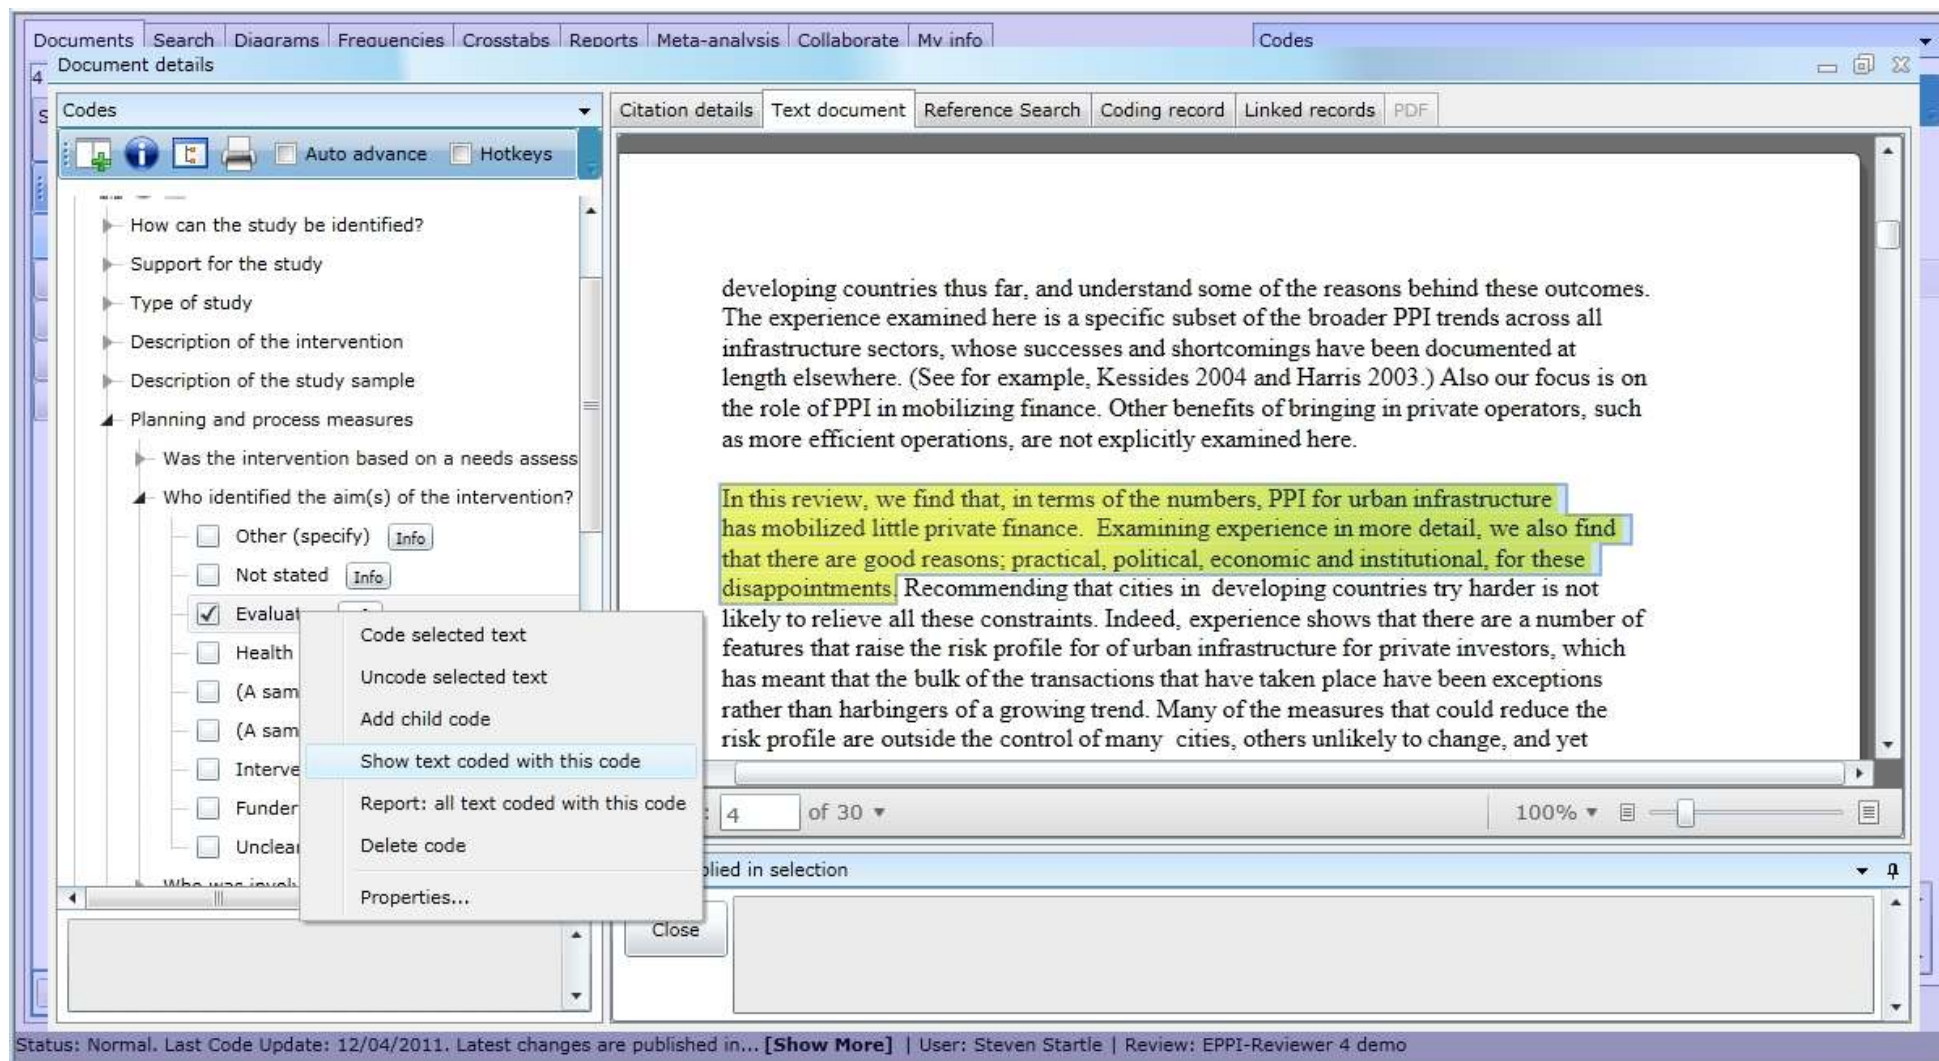 Documents Search Diagrams Frequencies Crosstabs Reports Meta-analysis Collaborate My info Codes
4 Document details
S
Codes
Auto advance Hotkeys
How can the study be identified?
Support for the study
Type of study
Description of the intervention
Description of the study sample
Planning and process measures
Was the intervention based on a needs assess
Who identified the aim(s) of the intervention?
Other (specify) Info
Not stated Info
Evaluat
Health
(A sam
(A sam
Interve
Funder
Unclear
Code selected text
Uncode selected text
Add child code
Show text coded with this code
Report: all text coded with this code
Delete code
Properties...
Citation details Text document Reference Search Coding record Linked records PDF
developing countries thus far, and understand some of the reasons behind these outcomes.
The experience examined here is a specific subset of the broader PPI trends across all
infrastructure sectors, whose successes and shortcomings have been documented at
length elsewhere. (See for example, Kessides 2004 and Harris 2003.) Also our focus is on
the role of PPI in mobilizing finance. Other benefits of bringing in private operators, such
as more efficient operations, are not explicitly examined here.
In this review, we find that, in terms of the numbers, PPI for urban infrastructure
has mobilized little private finance. Examining experience in more detail, we also find
that there are good reasons; practical, political, economic and institutional, for these
disappointments. Recommending that cities in developing countries try harder is not
likely to relieve all these constraints. Indeed, experience shows that there are a number of
features that raise the risk profile for of urban infrastructure for private investors, which
has meant that the bulk of the transactions that have taken place have been exceptions
rather than harbingers of a growing trend. Many of the measures that could reduce the
risk profile are outside the control of many cities, others unlikely to change, and yet
: 4 of 30 100%
plied in selection
Close
Status: Normal. Last Code Update: 12/04/2011. Latest changes are published in... [Show More] | User: Steven Startle | Review: EPPI-Reviewer 4 demo